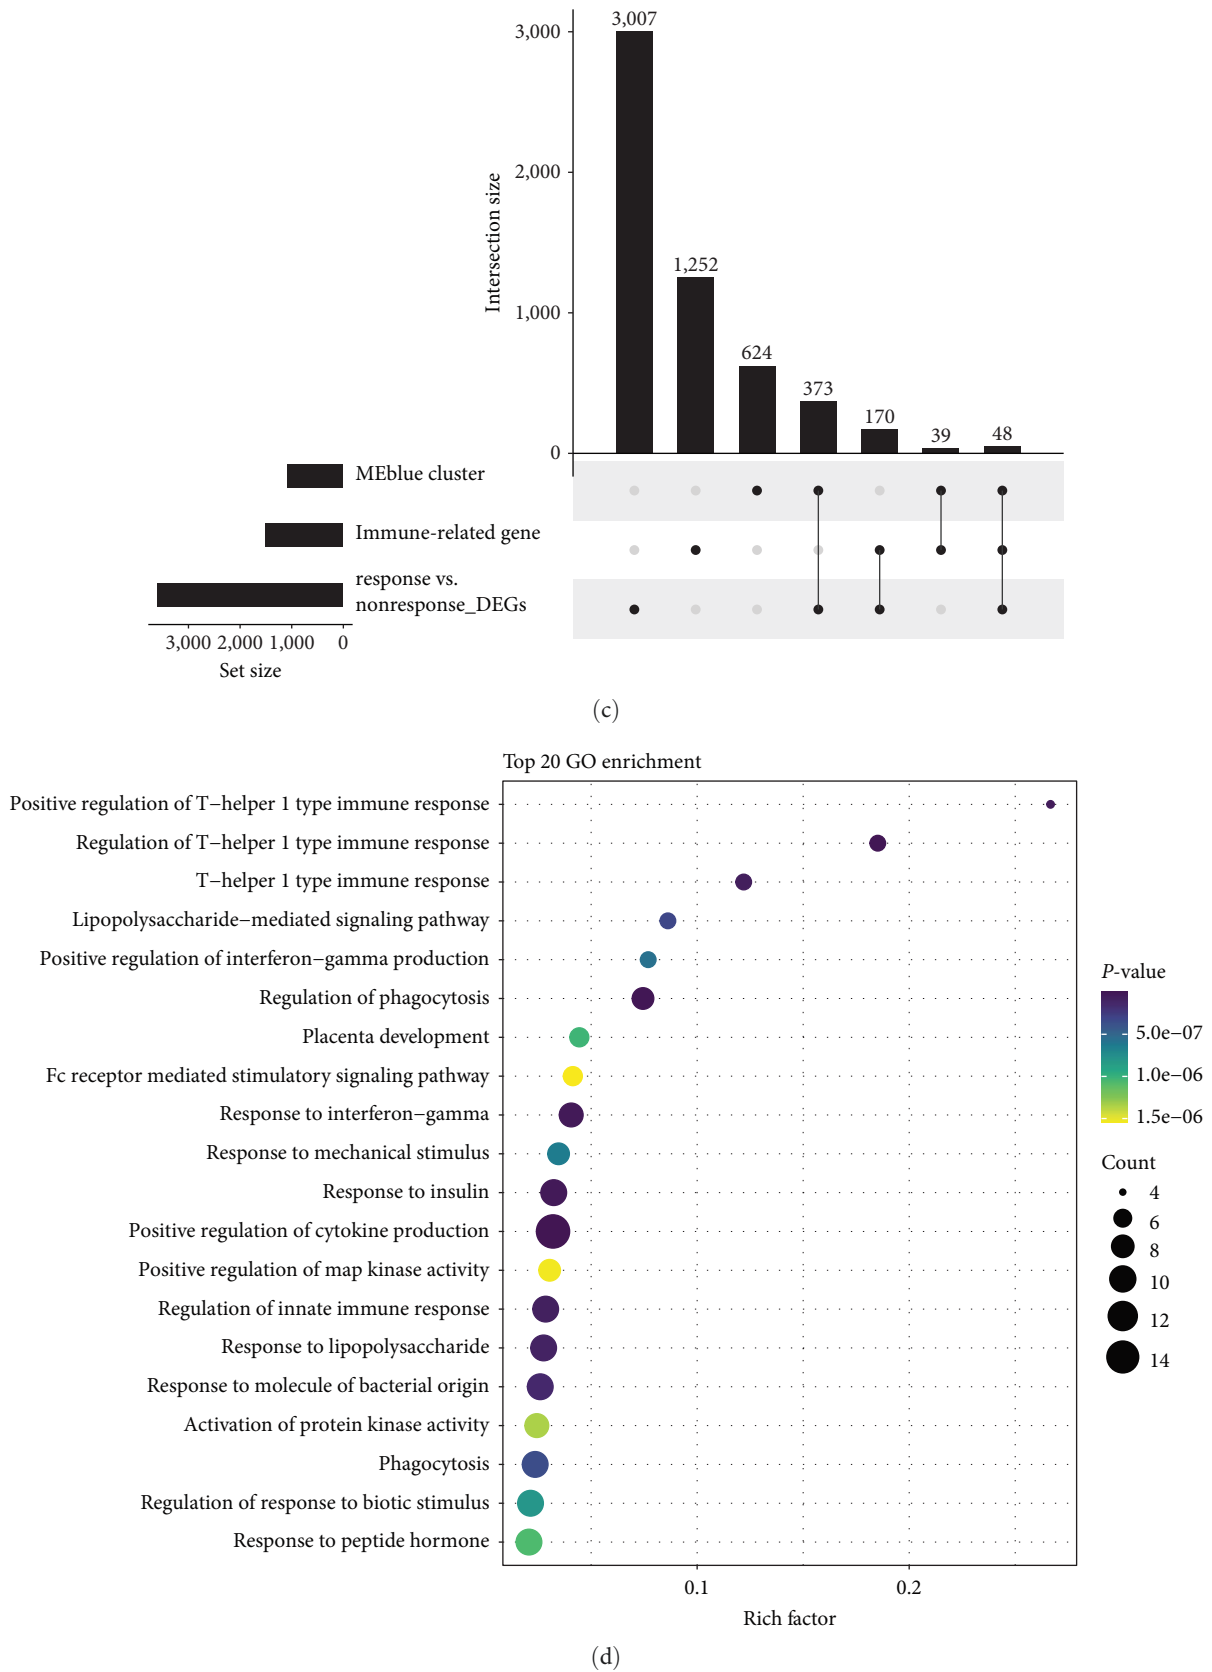 3,007
3,000
2,000
1,252
1,000
624
373
170
39
48
0
Intersection size
MEblue cluster
Immune-related gene
response vs.
nonresponse_DEGs
3,000 2,000 1,000 0
Set size
(c)
Top 20 GO enrichment
Positive regulation of T−helper 1 type immune response
Regulation of T−helper 1 type immune response
T−helper 1 type immune response
Lipopolysaccharide−mediated signaling pathway
Positive regulation of interferon−gamma production
Regulation of phagocytosis
Placenta development
Fc receptor mediated stimulatory signaling pathway
Response to interferon−gamma
Response to mechanical stimulus
Response to insulin
Positive regulation of cytokine production
Positive regulation of map kinase activity
Regulation of innate immune response
Response to lipopolysaccharide
Response to molecule of bacterial origin
Activation of protein kinase activity
Phagocytosis
Regulation of response to biotic stimulus
Response to peptide hormone
0.1 0.2
Rich factor
P-value
5.0e−07
1.0e−06
1.5e−06
Count
4
6
8
10
12
14
(d)